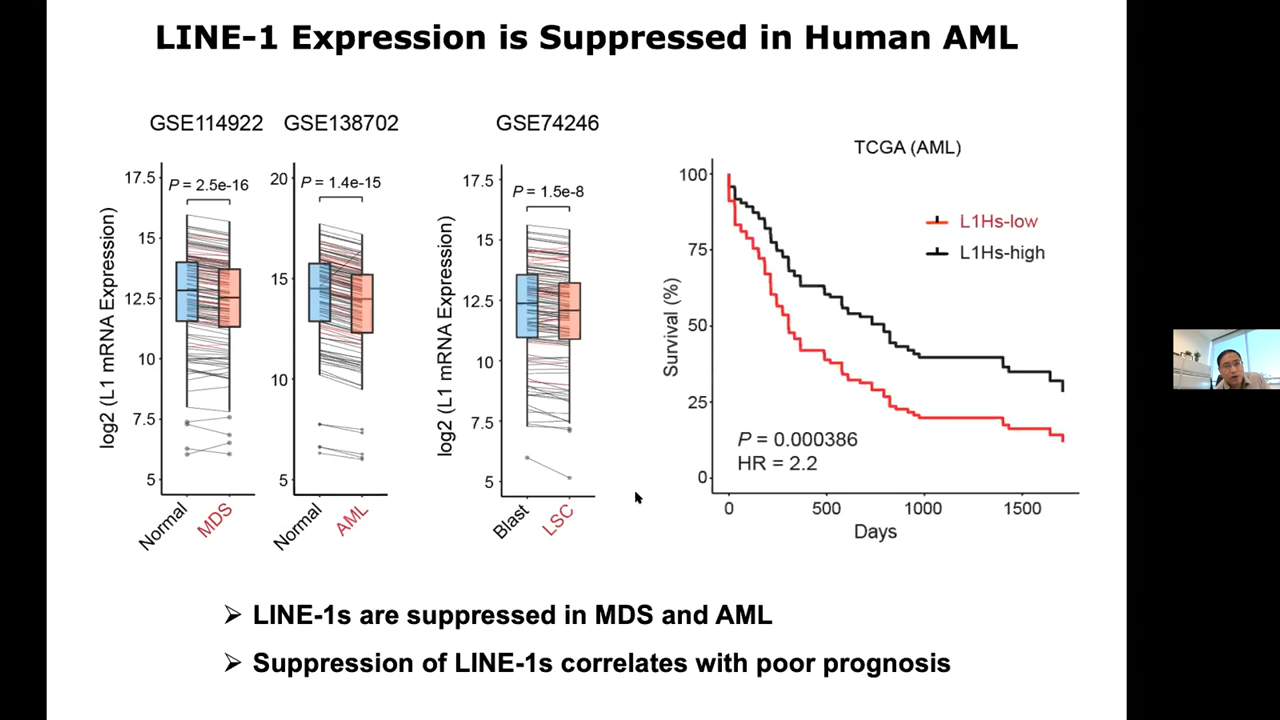 LINE-1 Expression is Suppressed in Human AML
GSE114922
GSE138702
GSE74246
TCGA (AML)
log2 (L1 mRNA Expression)
17.5
15
12.5
10
7.5
5
P = 2.5e-16
Normal
MDS
20
15
10
5
P = 1.4e-15
Normal
AML
log2 (L1 mRNA Expression)
17.5
15
12.5
10
7.5
5
P = 1.5e-8
Blast
LSC
Survival (%)
100
75
50
25
0
L1Hs-low
L1Hs-high
P = 0.000386
HR = 2.2
0
500
1000
1500
Days
➢ LINE-1s are suppressed in MDS and AML
➢ Suppression of LINE-1s correlates with poor prognosis